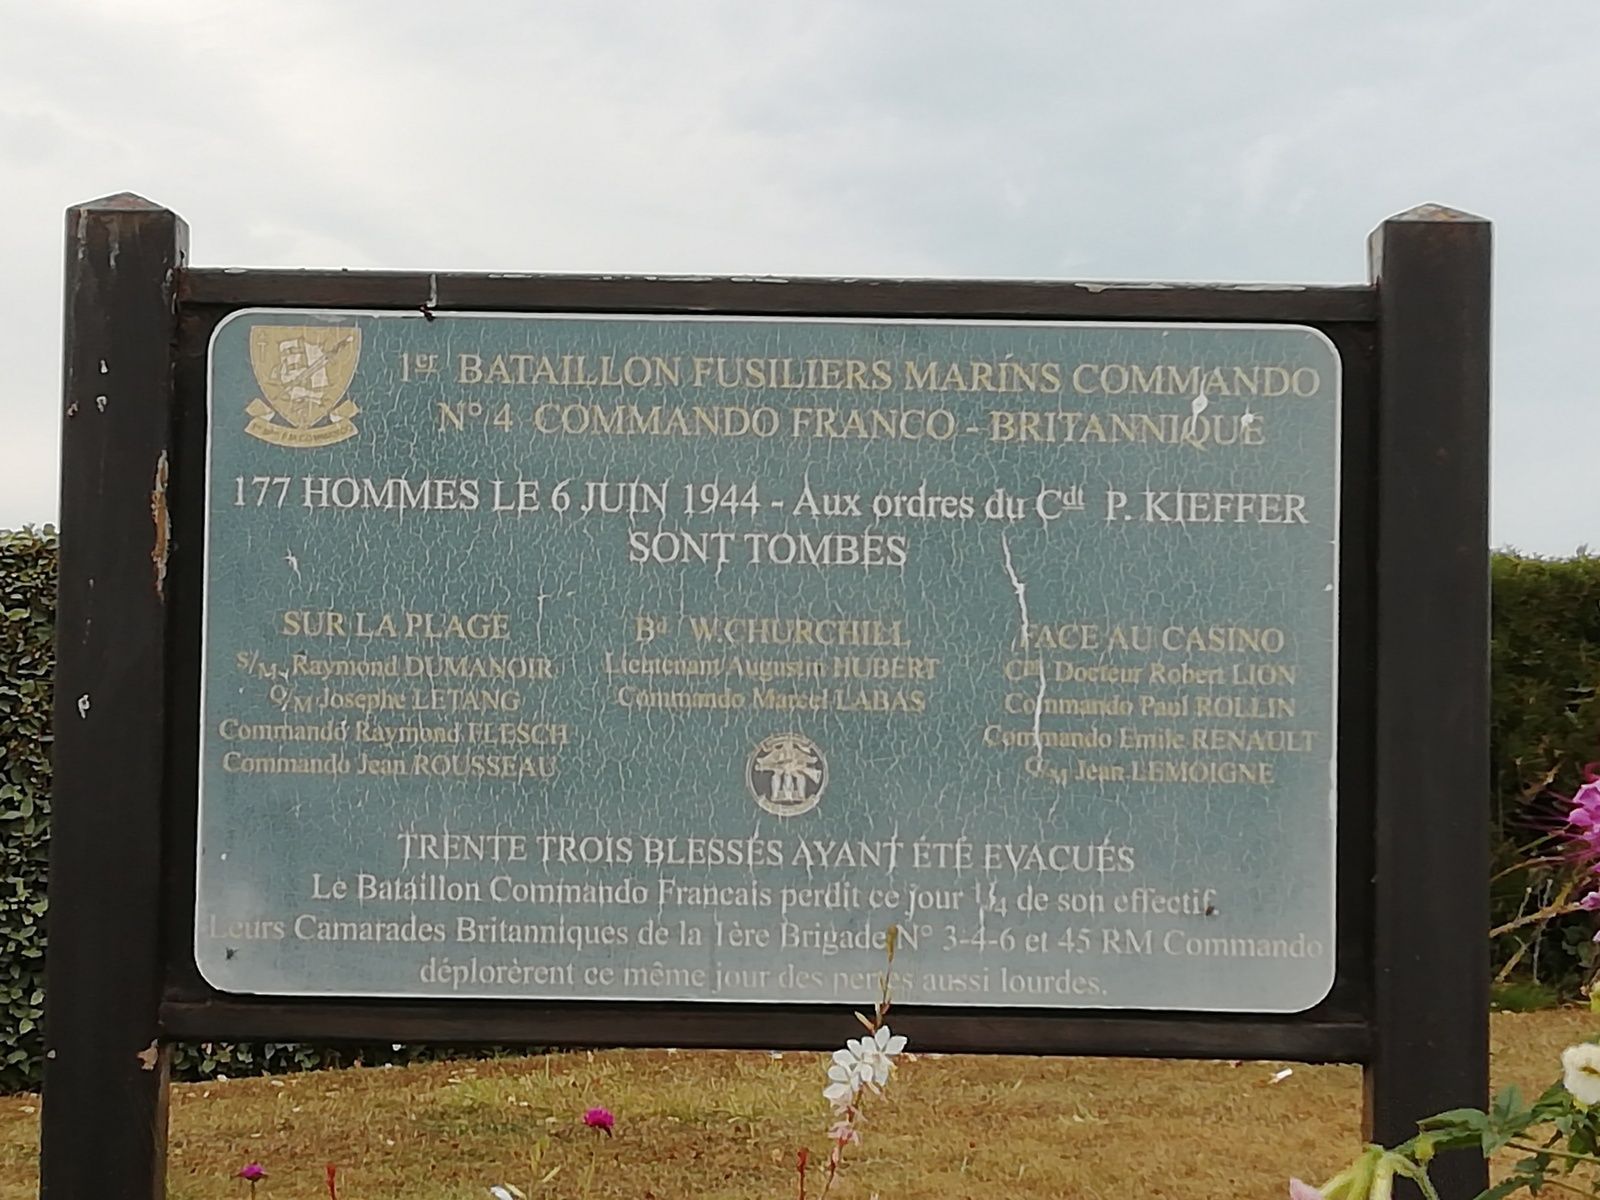 1er BATAILLON FUSILIERS MARINS COMMANDO
N° 4 COMMANDO FRANCO - BRITANNIQUE
177 HOMMES LE 6 JUIN 1944 - Aux ordres du Cdt P. KIEFFER
SONT TOMBES
SUR LA PLAGE
S/M Raymond DUMANOIR
Q/M Josephe LETANG
Commando Raymond FLESCH
Commando Jean ROUSSEAU
Bd W.CHURCHILL
Lieutenant Augustin HUBERT
Commando Marcel LABAS
FACE AU CASINO
Docteur Robert LION
Commando Paul ROLLIN
Commando Emile RENAULT
Q/M Jean LEMOIGNE
TRENTE TROIS BLESSÉS AYANT ÉTÉ EVACUÉS
Le Bataillon Commando Francais perdit ce jour 1/4 de son effectif.
Leurs Camarades Britanniques de la 1ère Brigade N° 3-4-6 et 45 RM Commando
déplorèrent ce même jour des pertes aussi lourdes.